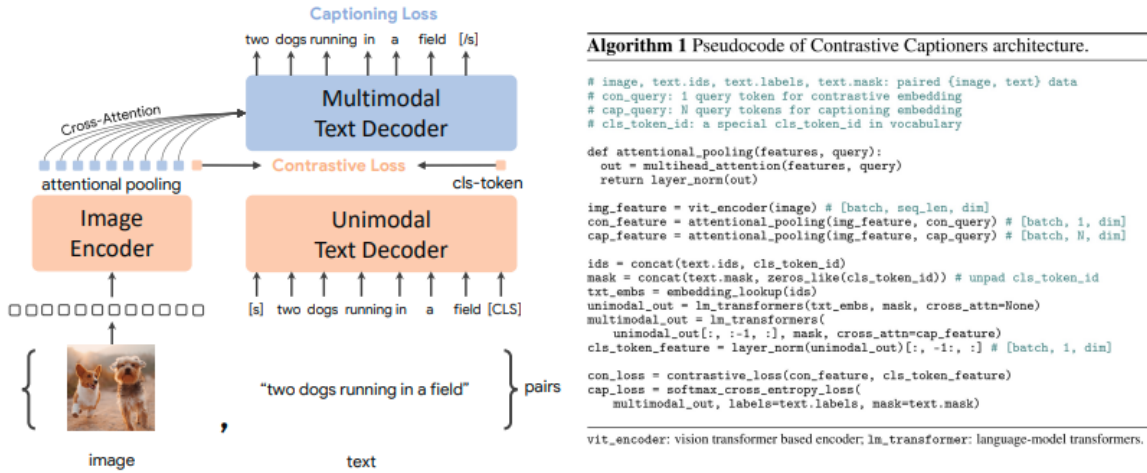 Captioning Loss
two dogs running in a field [/s]
Multimodal
Text Decoder
Cross-Attention
Contrastive Loss
attentional pooling
cls-token
Image
Encoder
Unimodal
Text Decoder
[s] two dogs running in a field [CLS]
“two dogs running in a field”
pairs
,
image
text
Algorithm 1 Pseudocode of Contrastive Captioners architecture.
# image, text.ids, text.labels, text.mask: paired {image, text} data
# con_query: 1 query token for contrastive embedding
# cap_query: N query tokens for captioning embedding
# cls_token_id: a special cls_token_id in vocabulary
def attentional_pooling(features, query):
  out = multihead_attention(features, query)
  return layer_norm(out)
img_feature = vit_encoder(image) # [batch, seq_len, dim]
con_feature = attentional_pooling(img_feature, con_query) # [batch, 1, dim]
cap_feature = attentional_pooling(img_feature, cap_query) # [batch, N, dim]
ids = concat(text.ids, cls_token_id)
mask = concat(text.mask, zeros_like(cls_token_id)) # unpad cls_token_id
txt_embs = embedding_lookup(ids)
unimodal_out = lm_transformers(txt_embs, mask, cross_attn=None)
multimodal_out = lm_transformers(
    unimodal_out[:, :-1, :], mask, cross_attn=cap_feature)
cls_token_feature = layer_norm(unimodal_out)[:, -1:, :] # [batch, 1, dim]
con_loss = contrastive_loss(con_feature, cls_token_feature)
cap_loss = softmax_cross_entropy_loss(
    multimodal_out, labels=text.labels, mask=text.mask)
vit_encoder: vision transformer based encoder; lm_transformer: language-model transformers.